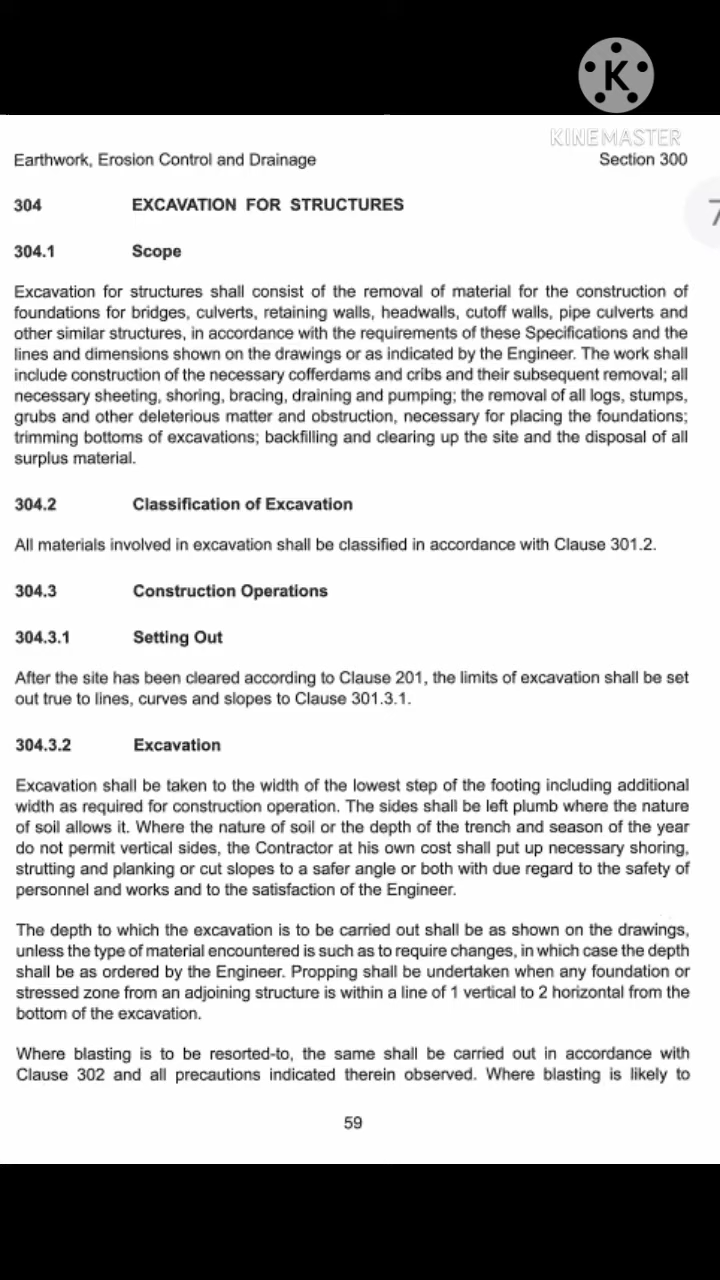 K
KINEMASTER
Earthwork, Erosion Control and Drainage Section 300
7
304 EXCAVATION FOR STRUCTURES
304.1 Scope
Excavation for structures shall consist of the removal of material for the construction of
foundations for bridges, culverts, retaining walls, headwalls, cutoff walls, pipe culverts and
other similar structures, in accordance with the requirements of these Specifications and the
lines and dimensions shown on the drawings or as indicated by the Engineer. The work shall
include construction of the necessary cofferdams and cribs and their subsequent removal; all
necessary sheeting, shoring, bracing, draining and pumping; the removal of all logs, stumps,
grubs and other deleterious matter and obstruction, necessary for placing the foundations;
trimming bottoms of excavations; backfilling and clearing up the site and the disposal of all
surplus material.
304.2 Classification of Excavation
All materials involved in excavation shall be classified in accordance with Clause 301.2.
304.3 Construction Operations
304.3.1 Setting Out
After the site has been cleared according to Clause 201, the limits of excavation shall be set
out true to lines, curves and slopes to Clause 301.3.1.
304.3.2 Excavation
Excavation shall be taken to the width of the lowest step of the footing including additional
width as required for construction operation. The sides shall be left plumb where the nature
of soil allows it. Where the nature of soil or the depth of the trench and season of the year
do not permit vertical sides, the Contractor at his own cost shall put up necessary shoring,
strutting and planking or cut slopes to a safer angle or both with due regard to the safety of
personnel and works and to the satisfaction of the Engineer.
The depth to which the excavation is to be carried out shall be as shown on the drawings,
unless the type of material encountered is such as to require changes, in which case the depth
shall be as ordered by the Engineer. Propping shall be undertaken when any foundation or
stressed zone from an adjoining structure is within a line of 1 vertical to 2 horizontal from the
bottom of the excavation.
Where blasting is to be resorted-to, the same shall be carried out in accordance with
Clause 302 and all precautions indicated therein observed. Where blasting is likely to
59